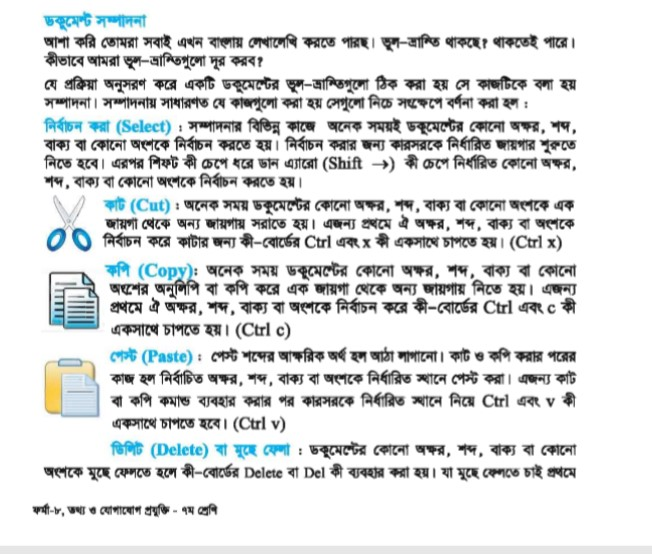 ডকুমেন্ট সম্পাদনা
আশা করি তোমরা সবাই এখন বাংলায় লেখালেখি করতে পারছ। ভুল-ভ্রান্তি থাকছে? থাকতেই পারে।
কীভাবে আমরা ভুল-ভ্রান্তিগুলো দূর করব?
যে প্রক্রিয়া অনুসরণ করে একটি ডকুমেন্টের ভুল-ভ্রান্তিগুলো ঠিক করা হয় সে কাজটিকে বলা হয়
সম্পাদনা। সম্পাদনায় সাধারণত যে কাজগুলো করা হয় সেগুলো নিচে সংক্ষেপে বর্ণনা করা হল :
নির্বাচন করা (Select) : সম্পাদনার বিভিন্ন কাজে অনেক সময়ই ডকুমেন্টের কোনো অক্ষর, শব্দ,
বাক্য বা কোনো অংশকে নির্বাচন করতে হয়। নির্বাচন করার জন্য কারসরকে নির্ধারিত জায়গার শুরুতে
নিতে হবে। এরপর শিফট কী চেপে ধরে ডান এ্যারো (Shift →) কী চেপে নির্ধারিত কোনো অক্ষর,
শব্দ, বাক্য বা কোনো অংশকে নির্বাচন করতে হয়।
কাট (Cut) : অনেক সময় ডকুমেন্টের কোনো অক্ষর, শব্দ, বাক্য বা কোনো অংশকে এক
জায়গা থেকে অন্য জায়গায় সরাতে হয়। এজন্য প্রথমে ঐ অক্ষর, শব্দ, বাক্য বা অংশকে
নির্বাচন করে কাটার জন্য কী-বোর্ডের Ctrl এবং x কী একসাথে চাপতে হয়। (Ctrl x)
কপি (Copy): অনেক সময় ডকুমেন্টের কোনো অক্ষর, শব্দ, বাক্য বা কোনো
অংশের অনুলিপি বা কপি করে এক জায়গা থেকে অন্য জায়গায় নিতে হয়। এজন্য
প্রথমে ঐ অক্ষর, শব্দ, বাক্য বা অংশকে নির্বাচন করে কী-বোর্ডের Ctrl এবং c কী
একসাথে চাপতে হয়। (Ctrl c)
পেস্ট (Paste) : পেস্ট শব্দের আক্ষরিক অর্থ হল আঠা লাগানো। কাট ও কপি করার পরের
কাজ হল নির্বাচিত অক্ষর, শব্দ, বাক্য বা অংশকে নির্ধারিত স্থানে পেস্ট করা। এজন্য কাট
বা কপি কমান্ড ব্যবহার করার পর কারসরকে নির্ধারিত স্থানে নিয়ে Ctrl এবং v কী
একসাথে চাপতে হবে। (Ctrl v)
ডিলিট (Delete) বা মুছে ফেলা : ডকুমেন্টের কোনো অক্ষর, শব্দ, বাক্য বা কোনো
অংশকে মুছে ফেলতে হলে কী-বোর্ডের Delete বা Del কী ব্যবহার করা হয়। যা মুছে ফেলতে চাই প্রথমে
ফর্মা-৮, তথ্য ও যোগাযোগ প্রযুক্তি - ৭ম শ্রেণি